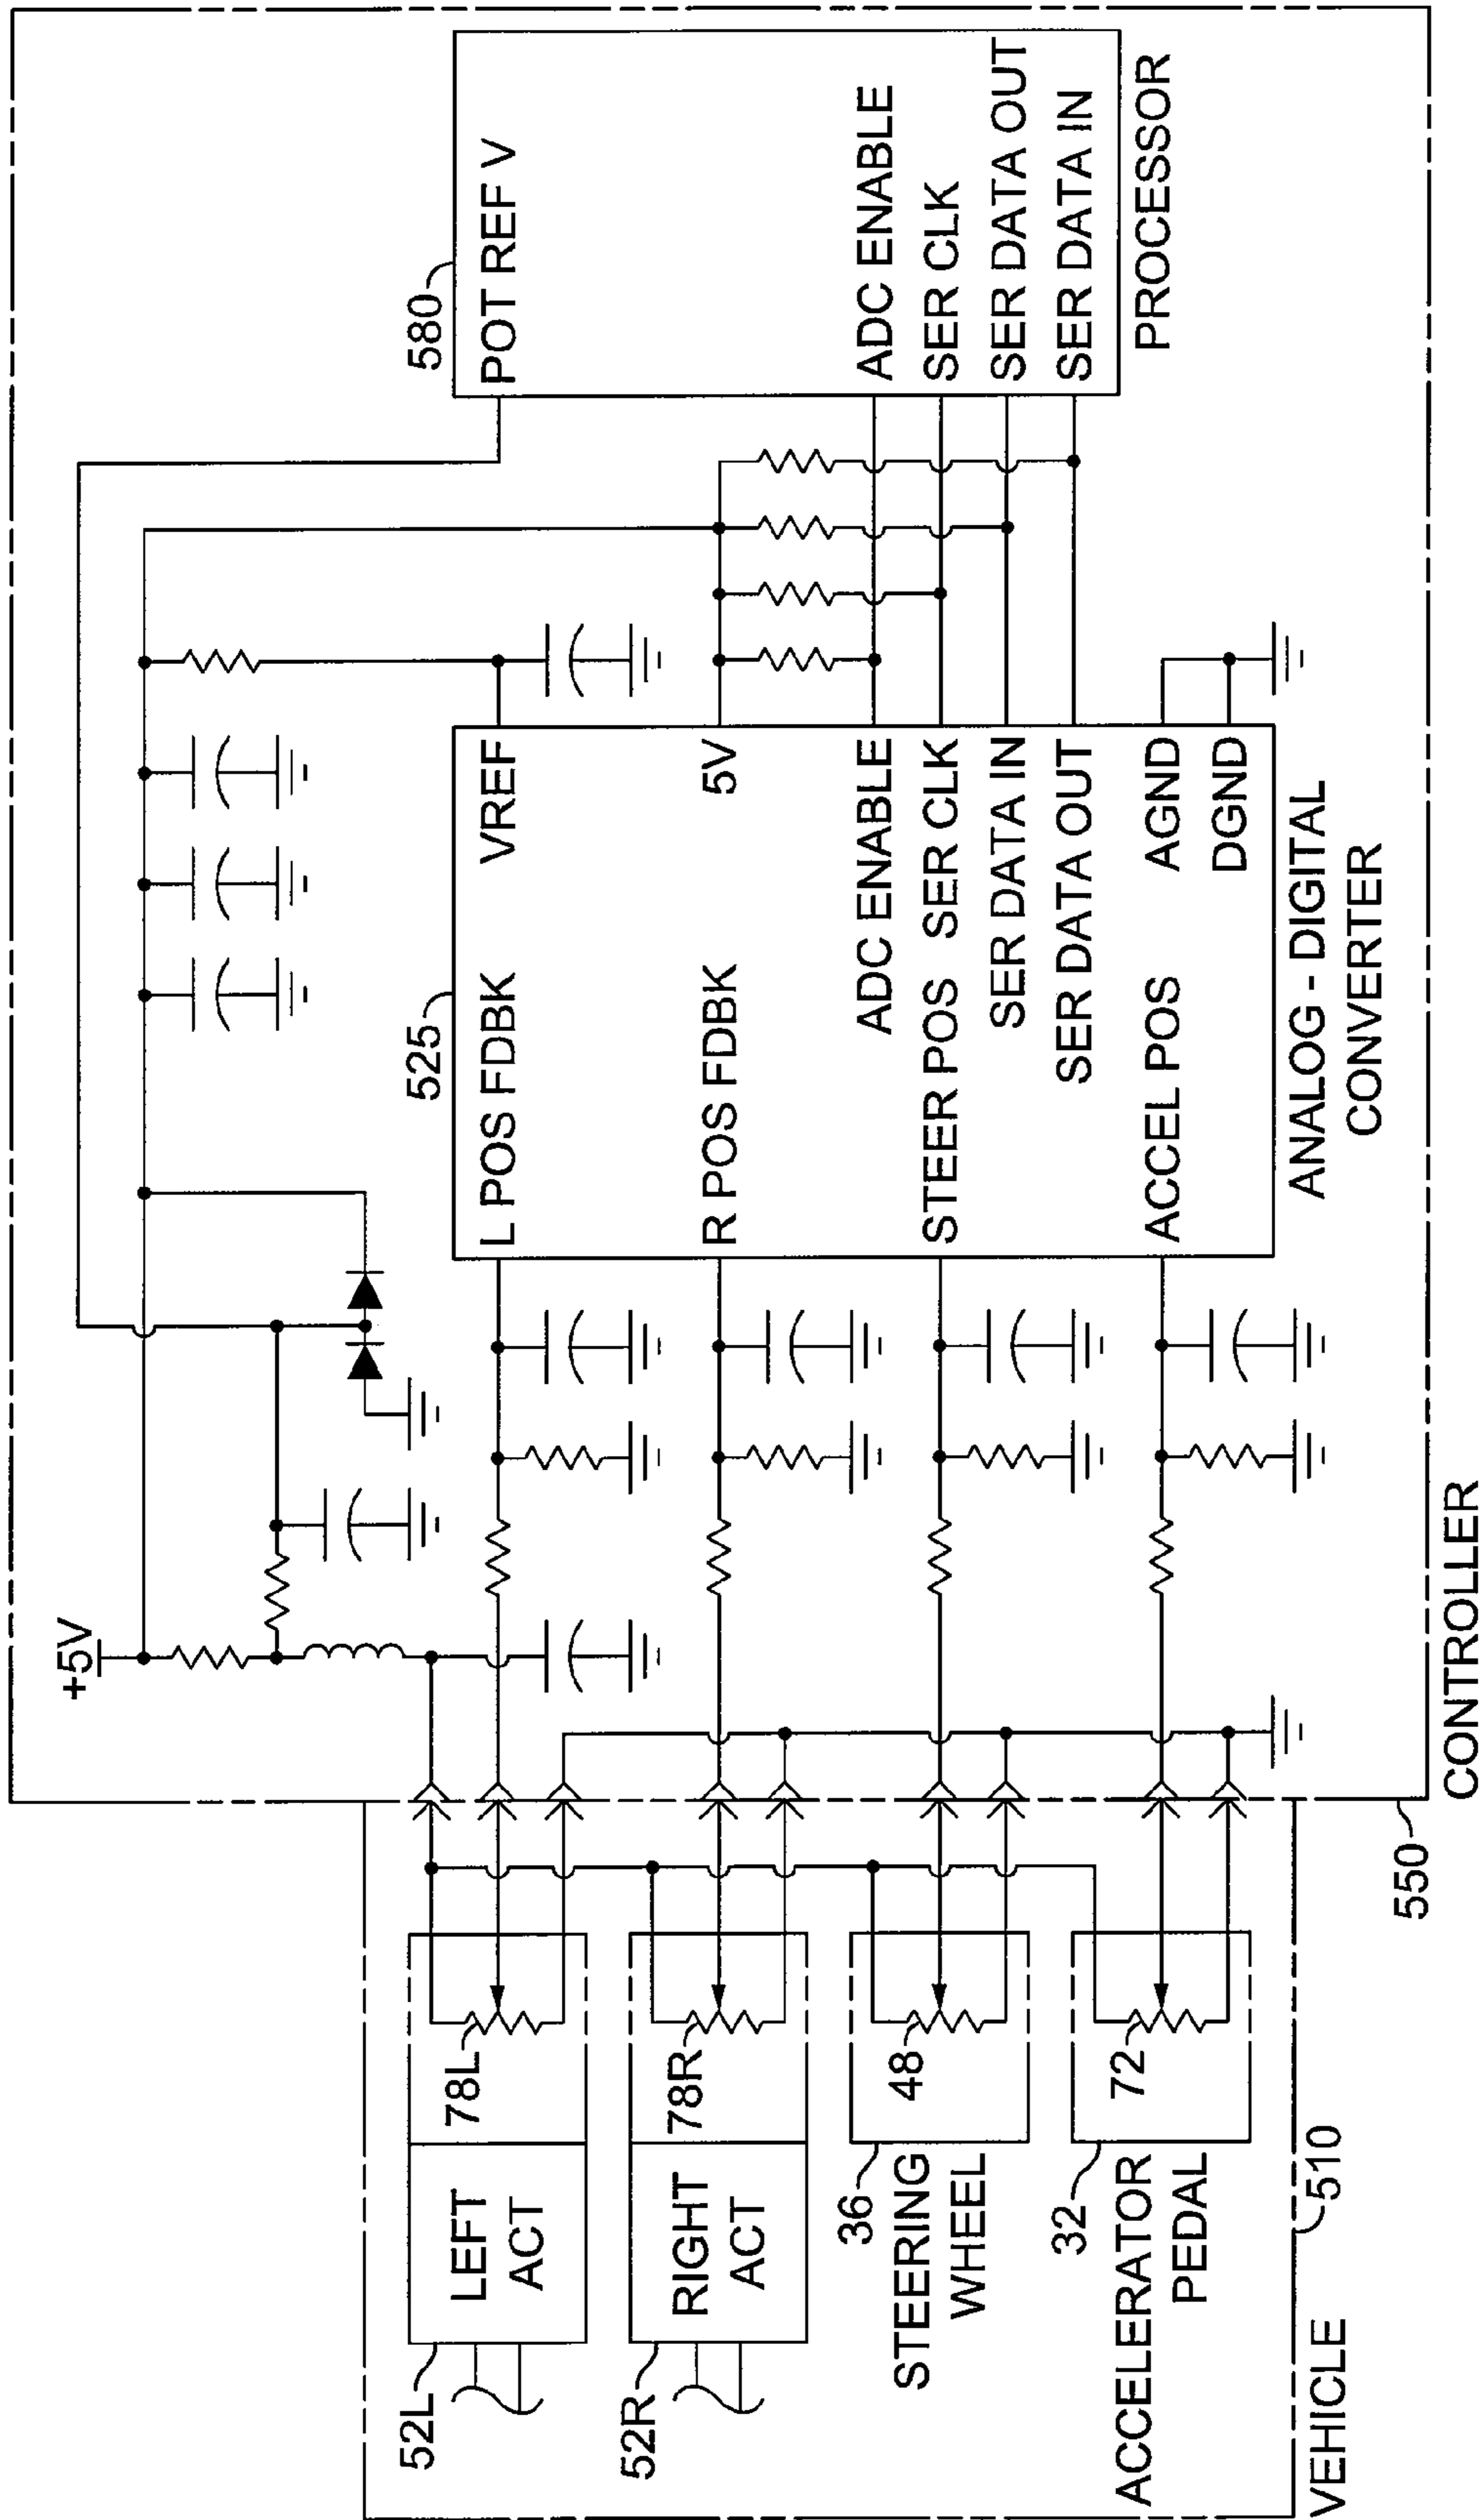 +5V
580
POT REF V
ADC ENABLE
SER CLK
SER DATA OUT
SER DATA IN
PROCESSOR
525
L POS FDBK
VREF
R POS FDBK
5V
ADC ENABLE
STEER POS
SER CLK
SER DATA IN
SER DATA OUT
ACCEL POS
AGND
DGND
ANALOG - DIGITAL
CONVERTER
CONTROLLER
550
52L
LEFT
ACT
78L
52R
RIGHT
ACT
78R
36
48
STEERING
WHEEL
32
72
ACCELERATOR
PEDAL
VEHICLE
510